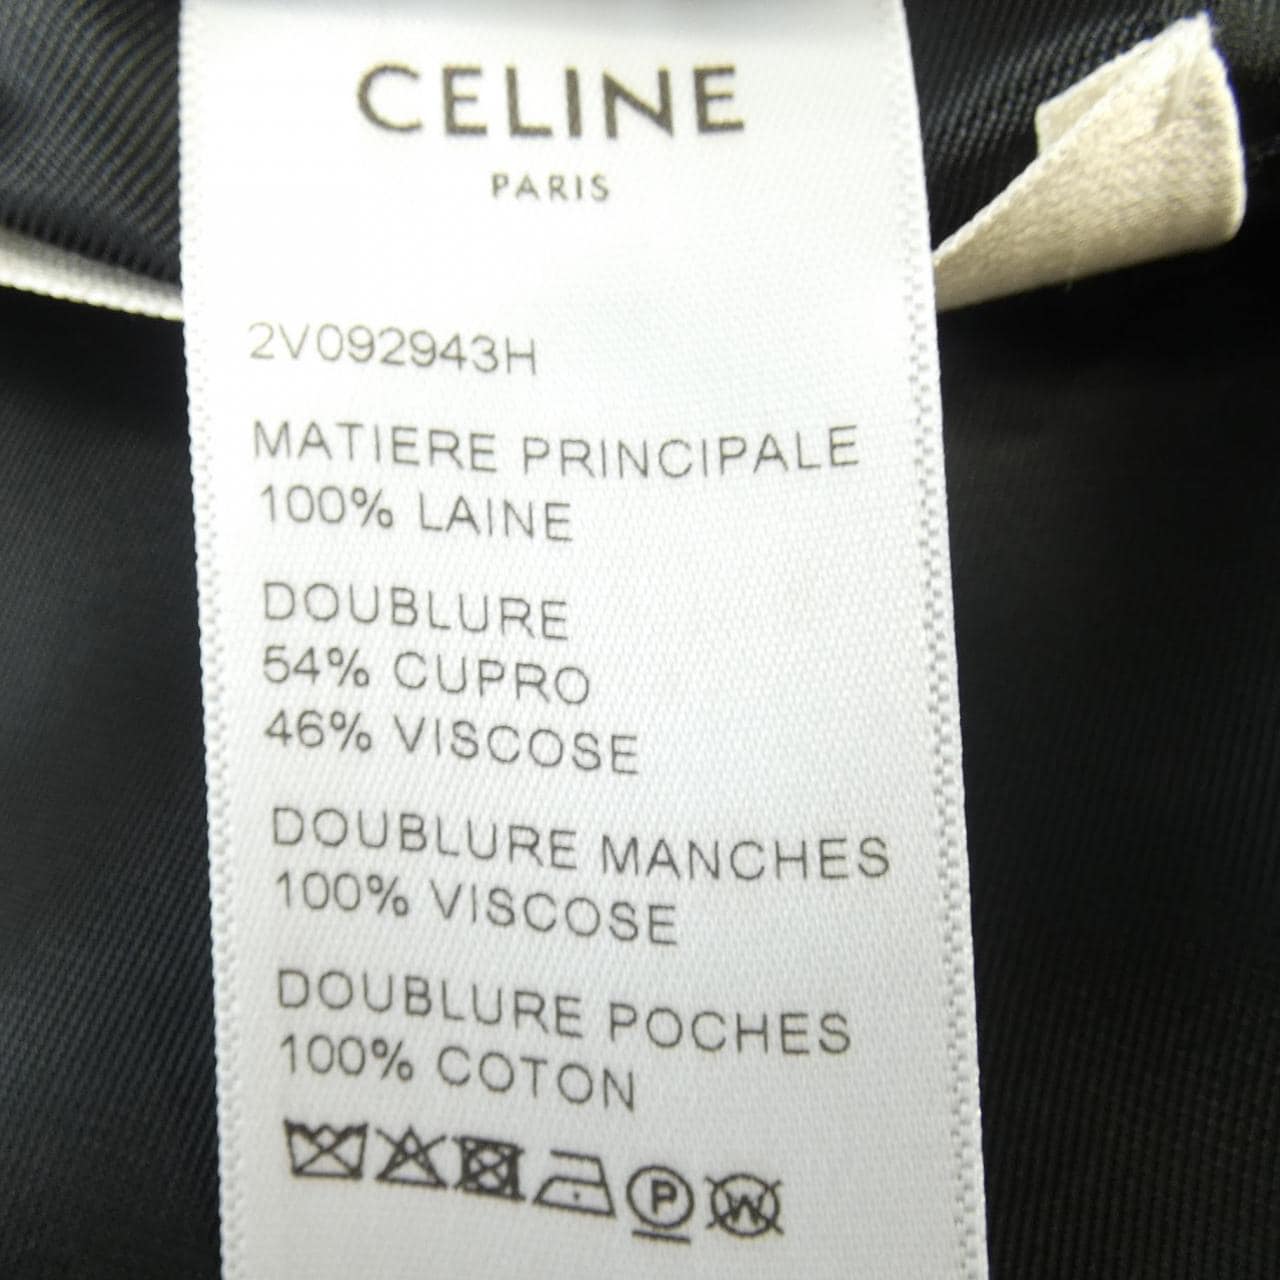 CELINE
PARIS
2V092943H
MATIERE PRINCIPALE
100% LAINE
DOUBLURE
54% CUPRO
46% VISCOSE
DOUBLURE MANCHES
100% VISCOSE
DOUBLURE POCHES
100% COTON
P W